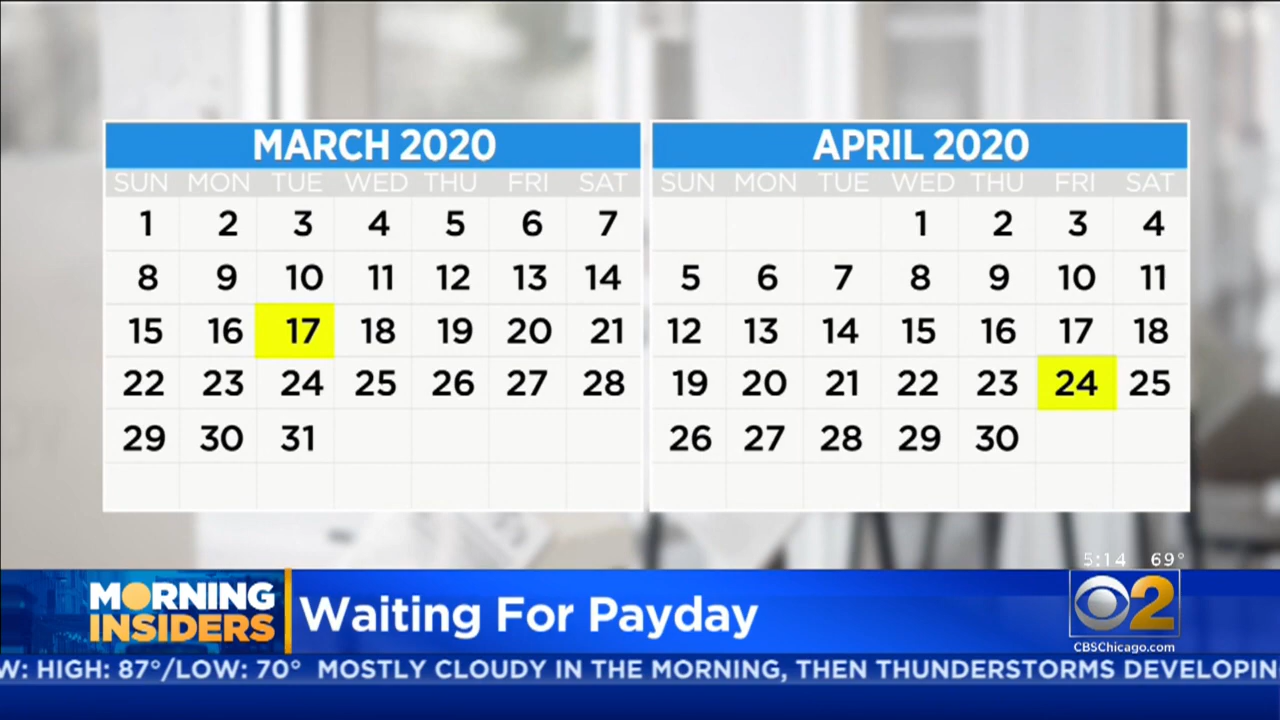 MARCH 2020
SUN MON TUE WED THU FRI SAT
1 2 3 4 5 6 7
8 9 10 11 12 13 14
15 16 17 18 19 20 21
22 23 24 25 26 27 28
29 30 31
APRIL 2020
SUN MON TUE WED THU FRI SAT
1 2 3 4
5 6 7 8 9 10 11
12 13 14 15 16 17 18
19 20 21 22 23 24 25
26 27 28 29 30
5:14 69°
MORNING
INSIDERS
Waiting For Payday
2
CBSChicago.com
W: HIGH: 87°/LOW: 70° MOSTLY CLOUDY IN THE MORNING, THEN THUNDERSTORMS DEVELOPIN